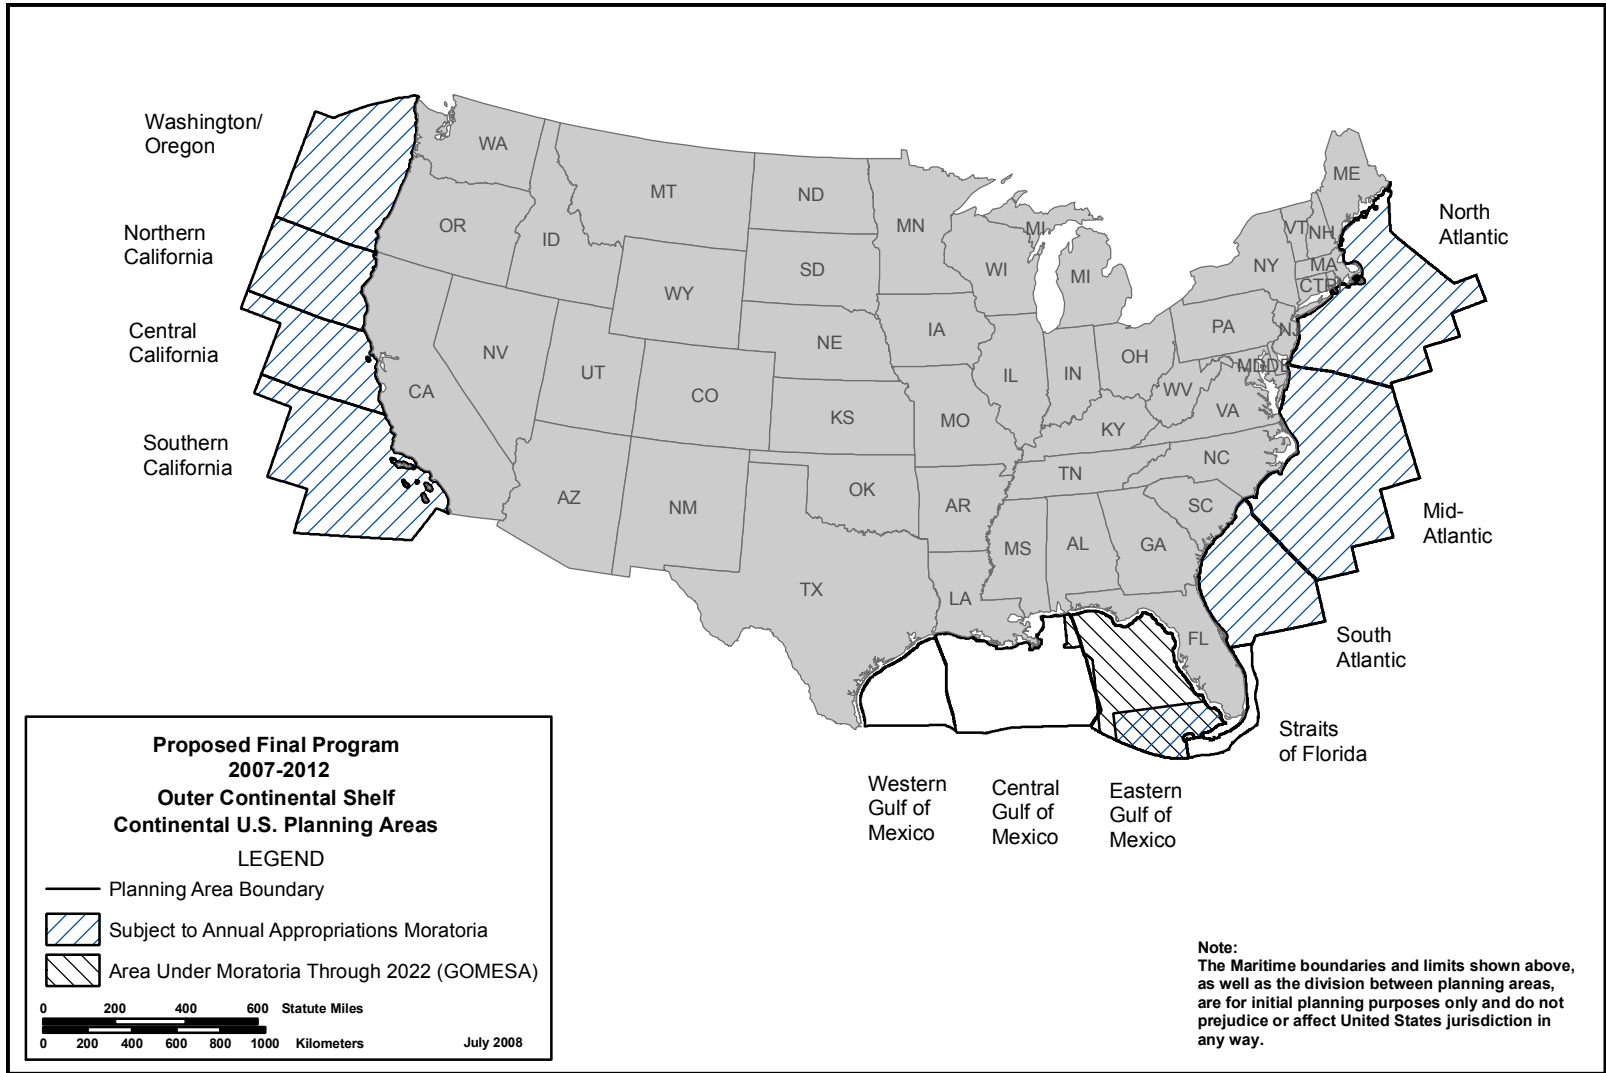 Washington/
Oregon
Northern
California
Central
California
Southern
California
WA
OR
ID
MT
ND
MN
MI
WI
SD
WY
NE
IA
NV
UT
CO
CA
KS
MO
IL
IN
OH
MI
NY
PA
VT
NH
ME
MA
CT
RI
NJ
MD
DE
WV
VA
KY
NC
TN
SC
AZ
NM
OK
AR
MS
AL
GA
TX
LA
FL
North
Atlantic
Mid-
Atlantic
South
Atlantic
Straits
of Florida
Western
Gulf of
Mexico
Central
Gulf of
Mexico
Eastern
Gulf of
Mexico
Proposed Final Program
2007-2012
Outer Continental Shelf
Continental U.S. Planning Areas
LEGEND
Planning Area Boundary
Subject to Annual Appropriations Moratoria
Area Under Moratoria Through 2022 (GOMESA)
0 200 400 600 Statute Miles
0 200 400 600 800 1000 Kilometers
July 2008
Note:
The Maritime boundaries and limits shown above,
as well as the division between planning areas,
are for initial planning purposes only and do not
prejudice or affect United States jurisdiction in
any way.